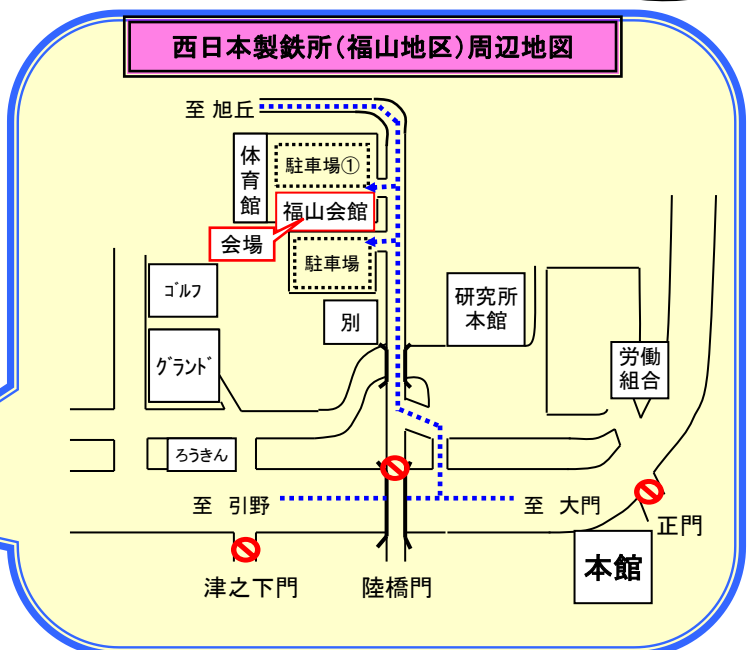 西日本製鉄所(福山地区)周辺地図
至 旭丘
体
育
館
駐車場①
福山会館
会場
駐車場
ゴルフ
別
研究所
本館
グランド
労働
組合
ろうきん
至 引野
至 大門
正門
本館
津之下門
陸橋門